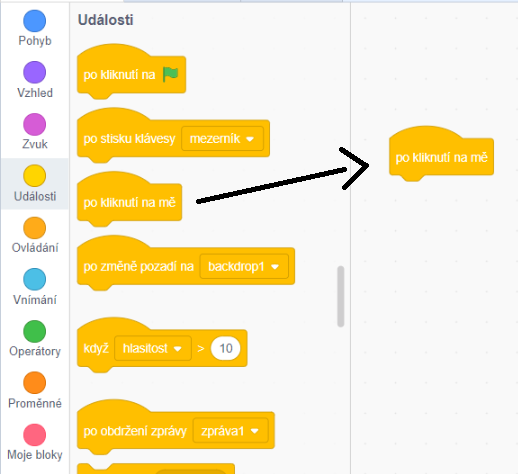 Události
Pohyb
Vzhled
Zvuk
Události
Ovládání
Vnímání
Operátory
Proměnné
Moje bloky
po kliknutí na
po stisku klávesy mezerník
po kliknutí na mě
po změně pozadí na backdrop1
když hlasitost > 10
po obdržení zprávy zpráva1
po kliknutí na mě